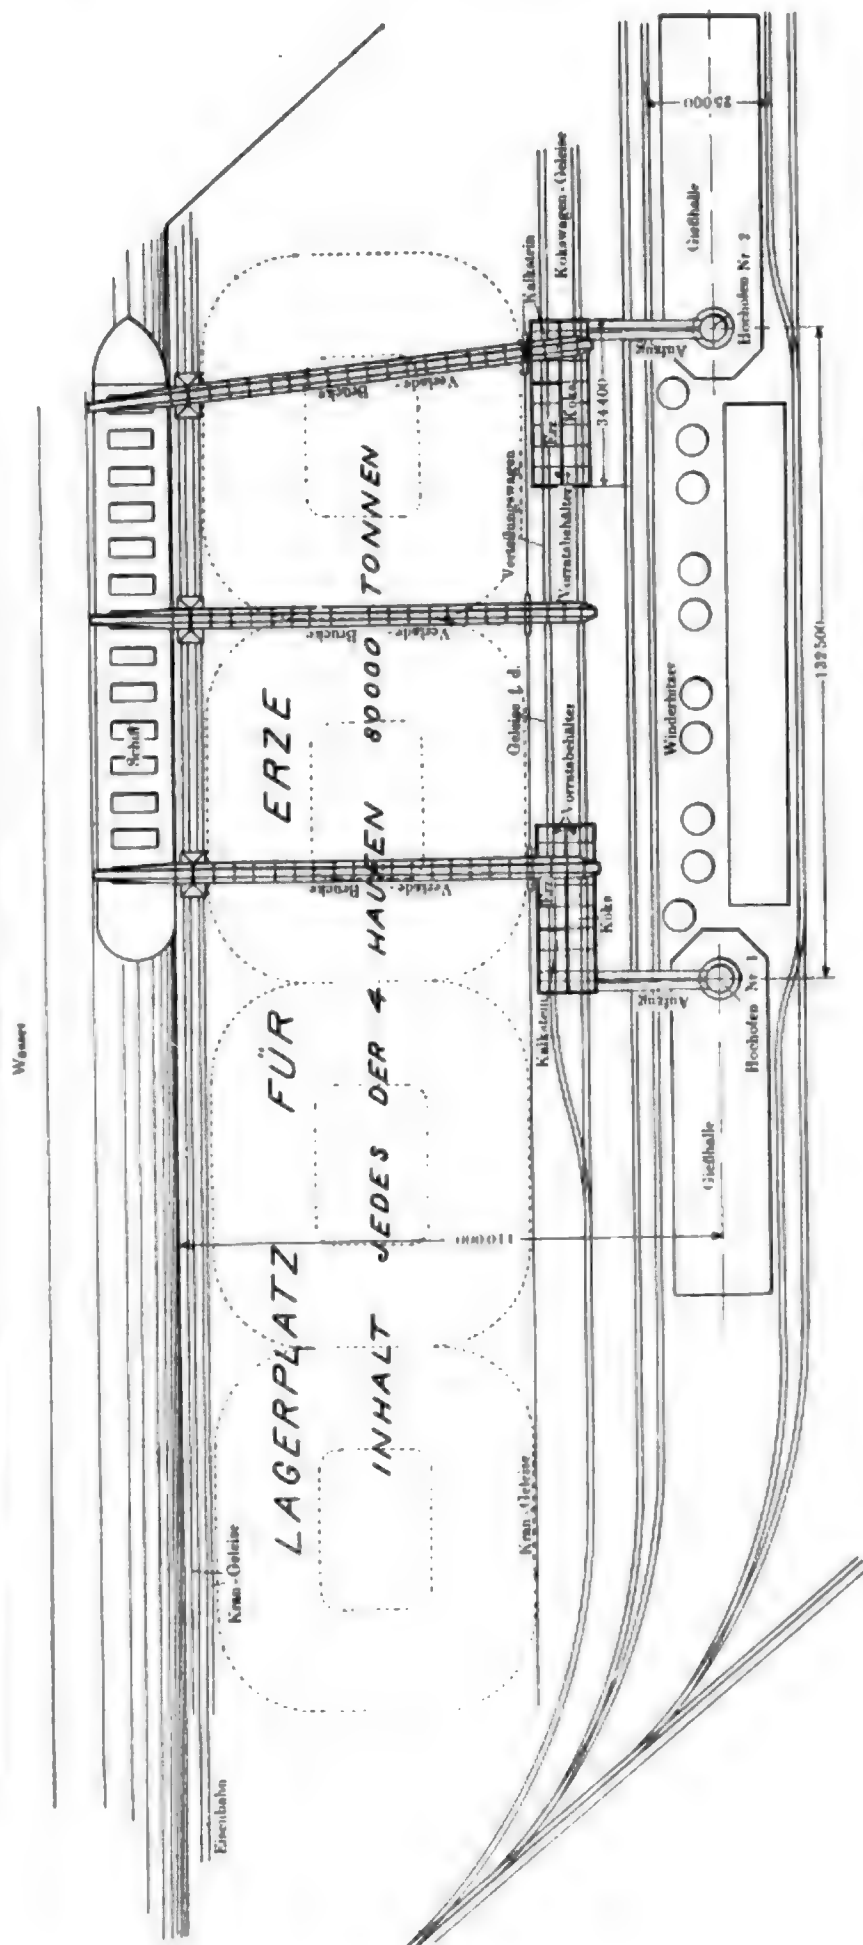 Wasser
Schiff
Eisenbahn
Kran-Geleise
LAGERPLATZ FÜR ERZE
INHALT JEDES DER 4 HAUFEN 80000 TONNEN
Verlade-Brücke
Verlade-Brücke
Verlade-Brücke
110000
Kran-Geleise
Geleise f. d.
Verteilungswagen
Kalkstein
Erz
Koks
Vorratsbehälter
Vorratsbehälter
Erz
Koks
Kalkstein
Kokswagen-Geleise
34400
Aufzug
Aufzug
Winderhitzer
Gießhalle
Hochofen Nr 1
Gießhalle
Hochofen Nr 2
25000
132500